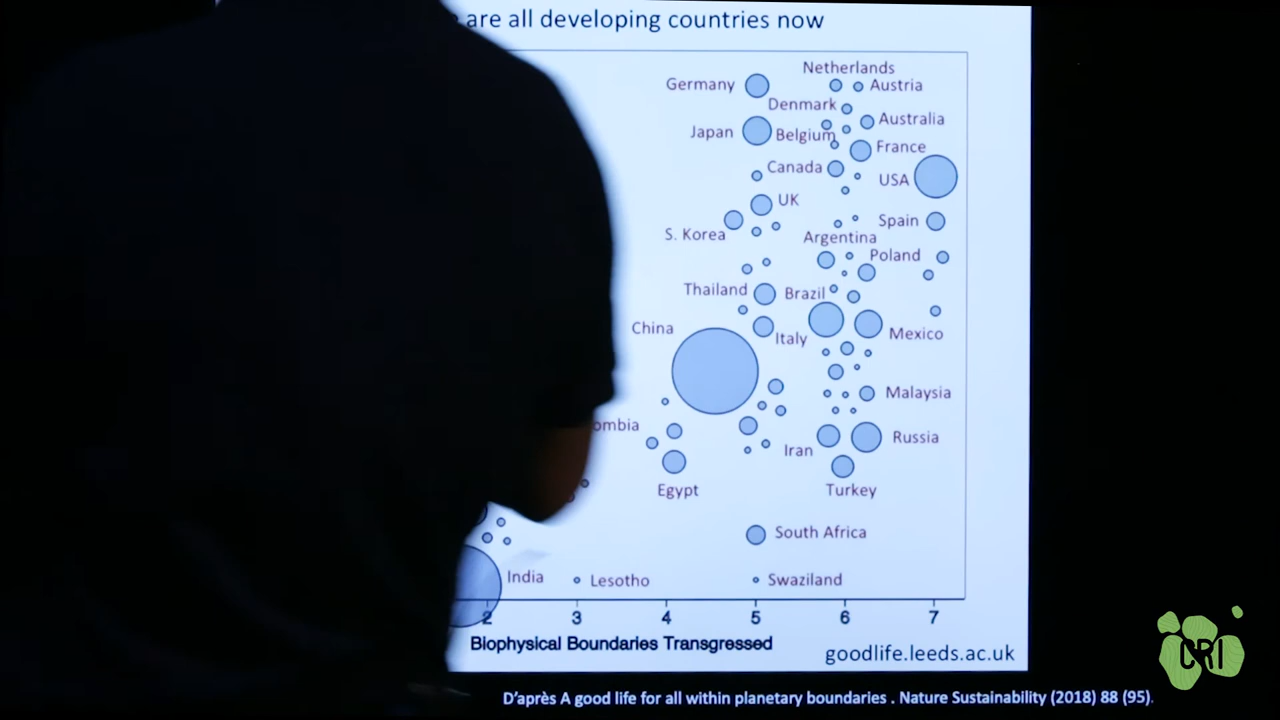 are all developing countries now
Netherlands
Germany
Austria
Denmark
Australia
Japan
Belgium
France
Canada
USA
UK
Spain
S. Korea
Argentina
Poland
Thailand
Brazil
China
Italy
Mexico
Malaysia
ombia
Russia
Iran
Egypt
Turkey
South Africa
India
Lesotho
Swaziland
2 3 4 5 6 7
Biophysical Boundaries Transgressed
goodlife.leeds.ac.uk
CRI
D'après A good life for all within planetary boundaries . Nature Sustainability (2018) 88 (95).